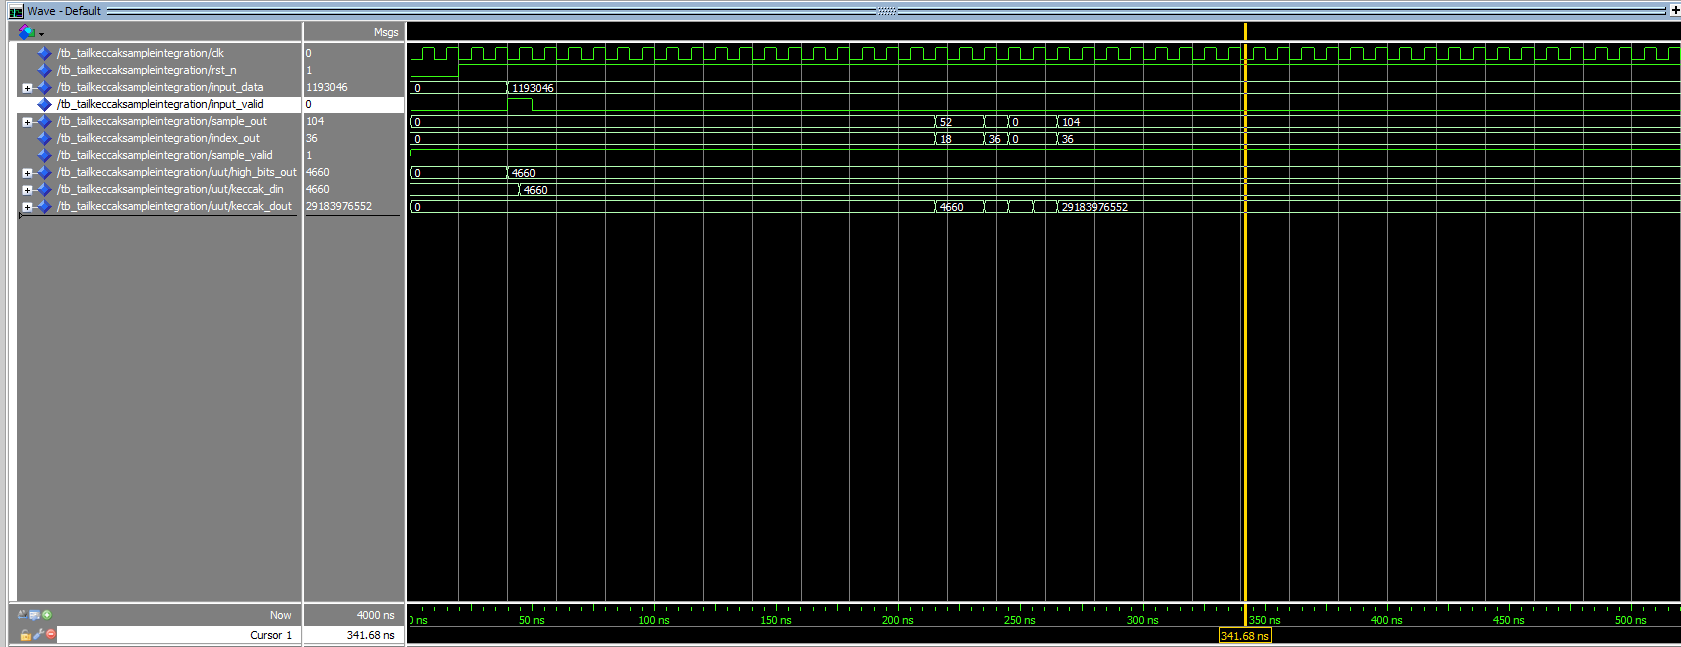 Wave - Default
Msgs
/tb_tailkeccaksampleintegration/clk 0
/tb_tailkeccaksampleintegration/rst_n 1
/tb_tailkeccaksampleintegration/input_data 1193046 0 1193046
/tb_tailkeccaksampleintegration/input_valid 0
/tb_tailkeccaksampleintegration/sample_out 104 0 52 0 104
/tb_tailkeccaksampleintegration/index_out 36 0 18 36 0 36
/tb_tailkeccaksampleintegration/sample_valid 1
/tb_tailkeccaksampleintegration/uut/high_bits_out 4660 0 4660
/tb_tailkeccaksampleintegration/uut/keccak_din 4660 4660
/tb_tailkeccaksampleintegration/uut/keccak_dout 29183976552 0 4660 29183976552
Now 4000 ns 0 ns 50 ns 100 ns 150 ns 200 ns 250 ns 300 ns 350 ns 400 ns 450 ns 500 ns
Cursor 1 341.68 ns 341.68 ns